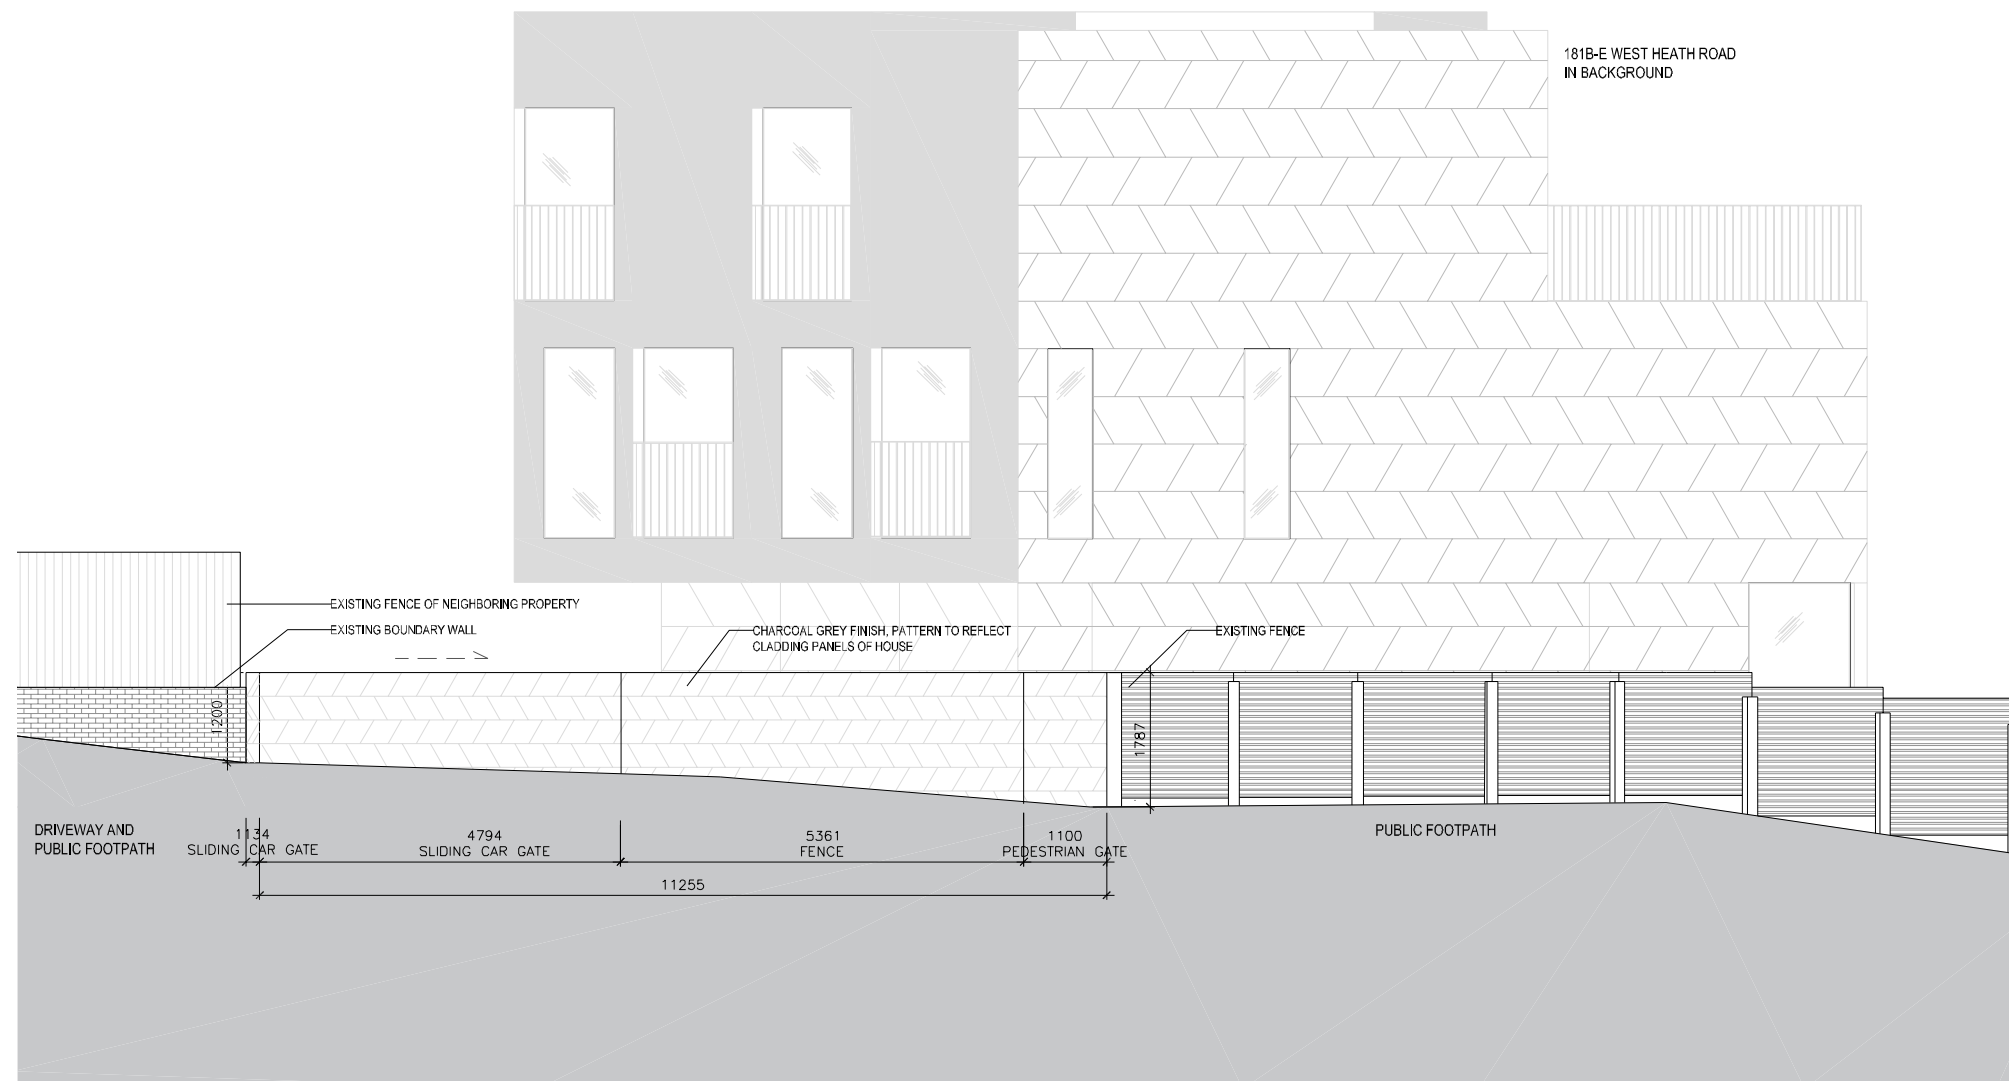 181B-E WEST HEATH ROAD
IN BACKGROUND
EXISTING FENCE OF NEIGHBORING PROPERTY
EXISTING BOUNDARY WALL
CHARCOAL GREY FINISH, PATTERN TO REFLECT
CLADDING PANELS OF HOUSE
EXISTING FENCE
1200
1787
DRIVEWAY AND
PUBLIC FOOTPATH
1134
SLIDING CAR GATE
4794
SLIDING CAR GATE
5361
FENCE
1100
PEDESTRIAN GATE
PUBLIC FOOTPATH
11255